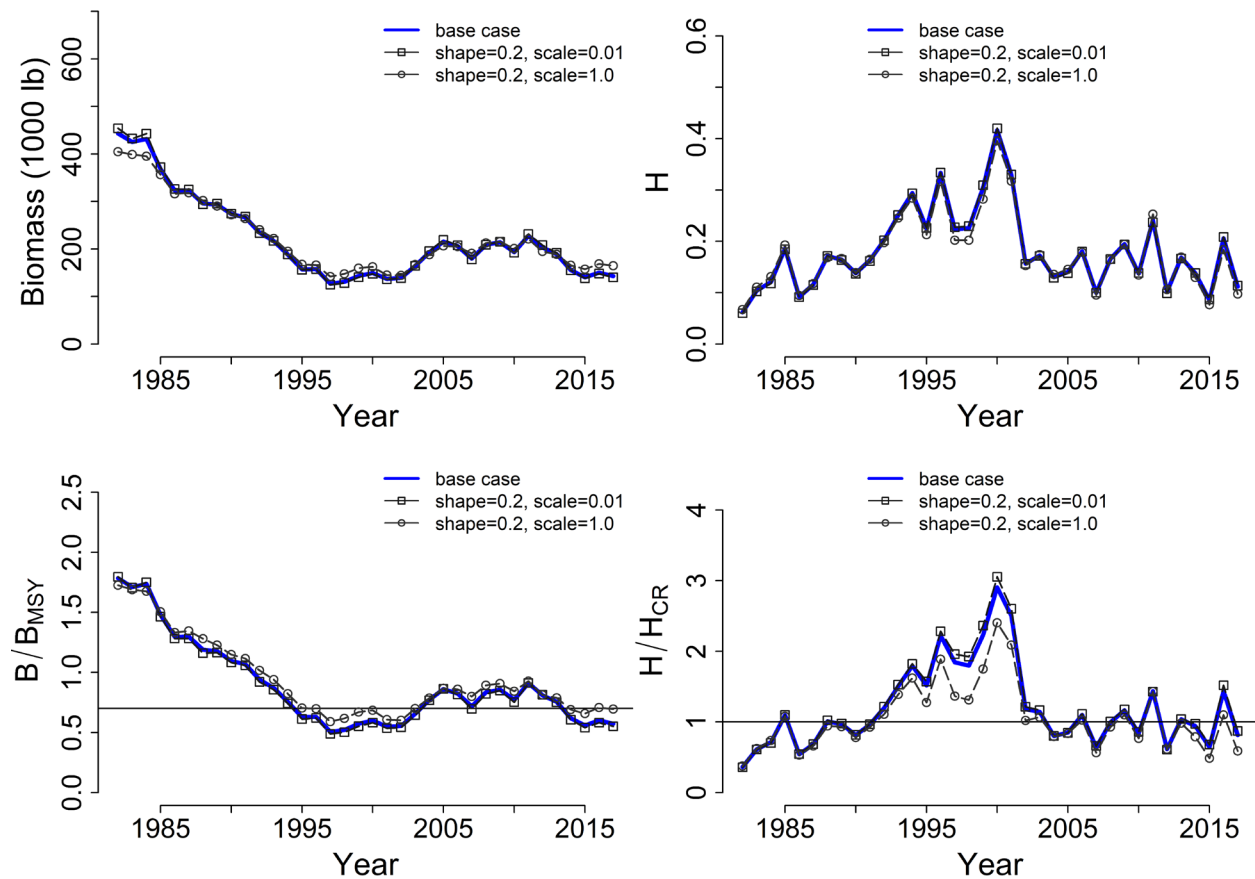 base case
shape=0.2, scale=0.01
shape=0.2, scale=1.0
Biomass (1000 lb)
0 200 400 600
1985 1995 2005 2015
Year
base case
shape=0.2, scale=0.01
shape=0.2, scale=1.0
H
0.0 0.2 0.4 0.6
1985 1995 2005 2015
Year
base case
shape=0.2, scale=0.01
shape=0.2, scale=1.0
B/BMSY
0.0 0.5 1.0 1.5 2.0 2.5
1985 1995 2005 2015
Year
base case
shape=0.2, scale=0.01
shape=0.2, scale=1.0
H/HCR
0 1 2 3 4
1985 1995 2005 2015
Year